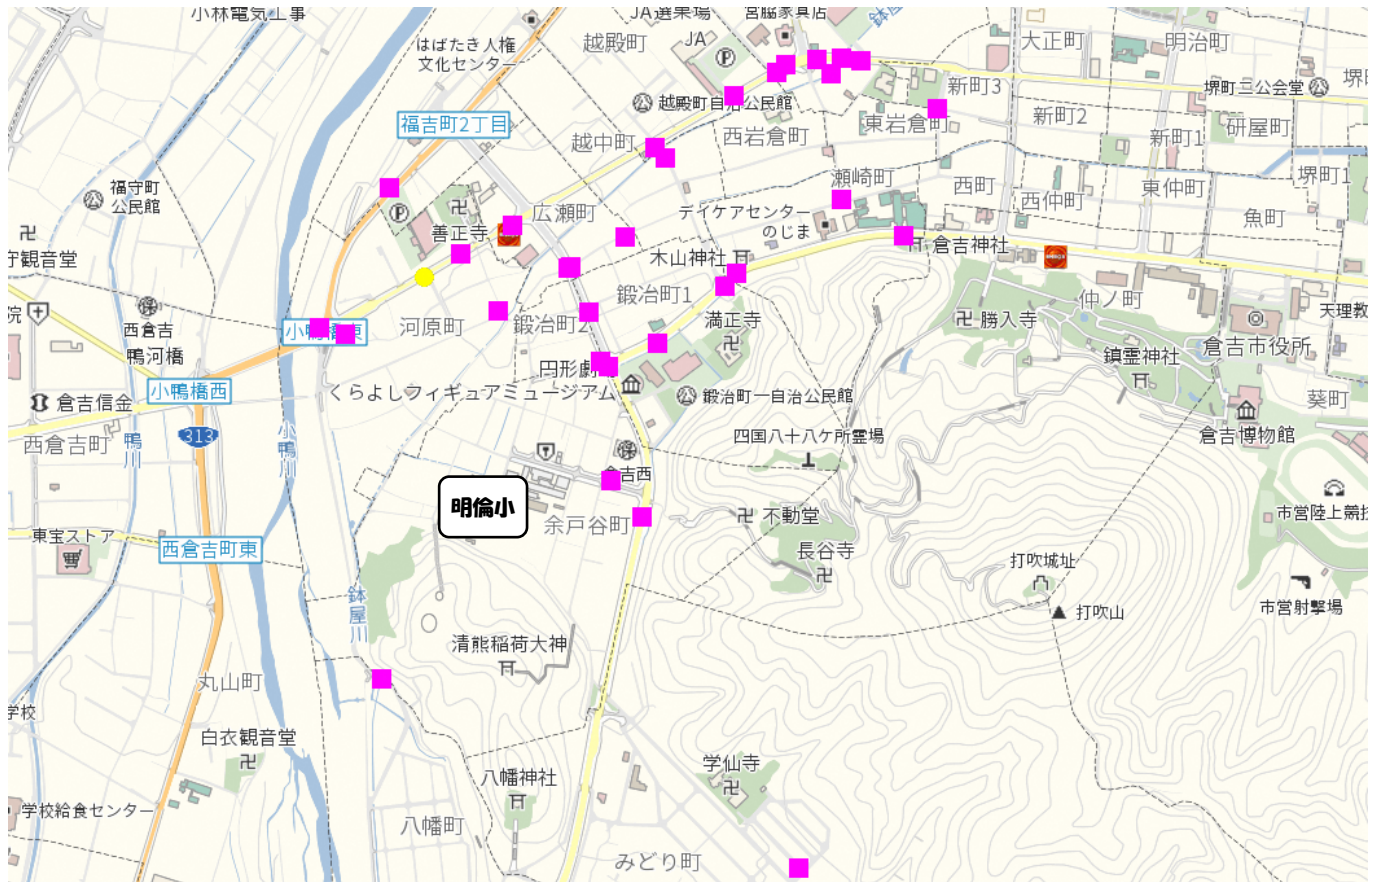 小林電気工事
JA選果場
宮脇家具店
鉢屋
はばたき人権
文化センター
越殿町
JA
P
大正町
明治町
新町3
堺町三公会堂
堺町
福吉町2丁目
越殿町自治公民館
東岩倉町
新町2
研屋町
越中町
西岩倉町
新町1
福守町
公民館
瀬崎町
西町
西仲町
東仲町
堺町1
P
広瀬町
デイケアセンター
のじま
魚町
善正寺
守観音堂
木山神社
倉吉神社
鍛冶町1
仲ノ町
院
西倉吉
小鴨橋東
河原町
鍛冶町2
満正寺
勝入寺
天理教
鴨河橋
鎮霊神社
倉吉市役所
円形劇
くらよしフィギュアミュージアム
小鴨橋西
倉吉信金
鍛冶町一自治公民館
葵町
西倉吉町
鴨川
313
小鴨川
四国八十八ケ所霊場
倉吉博物館
倉吉西
明倫小
余戸谷町
不動堂
市営陸上競技
東宝ストア
西倉吉町東
長谷寺
打吹城址
鉢屋川
打吹山
市営射撃場
清熊稲荷大神
丸山町
学校
白衣観音堂
学仙寺
八幡神社
学校給食センター
八幡町
みどり町